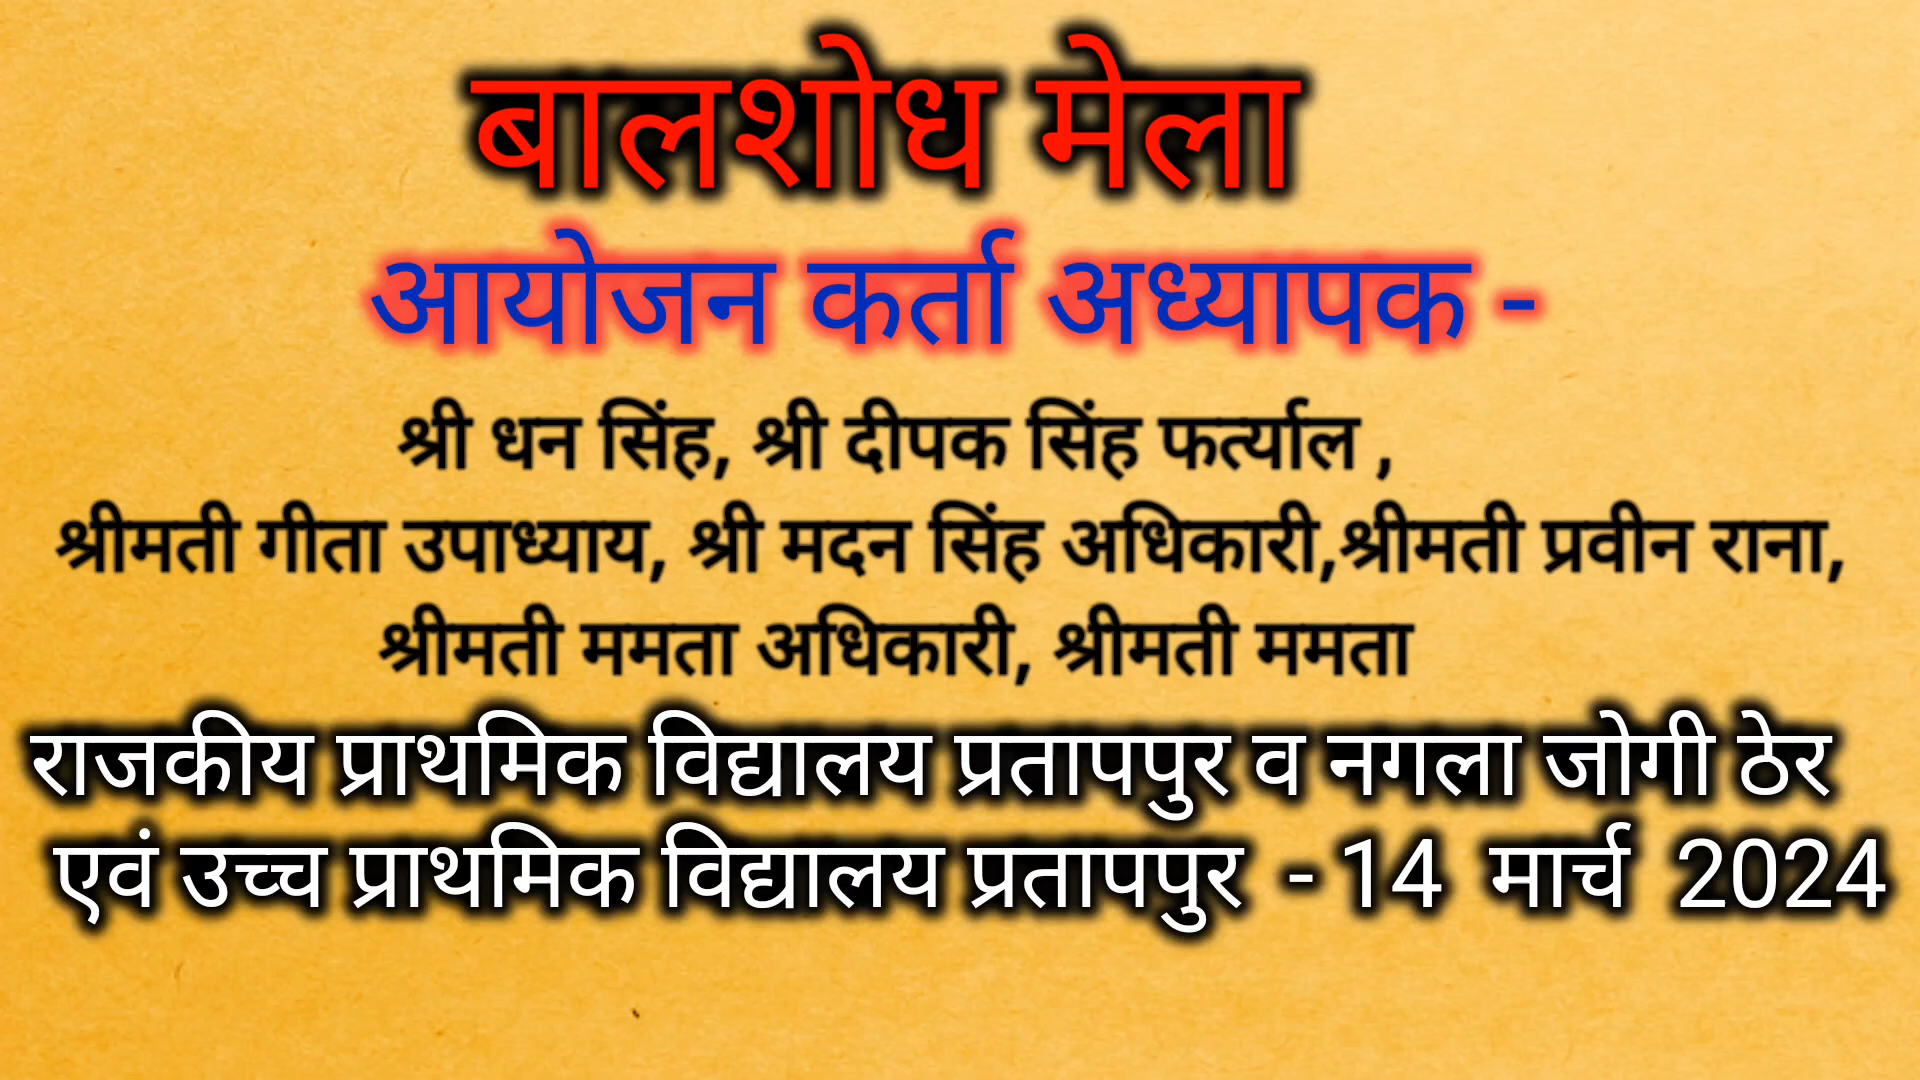 बालशोध मेला
आयोजन कर्ता अध्यापक -
श्री धन सिंह, श्री दीपक सिंह फर्त्याल ,
श्रीमती गीता उपाध्याय, श्री मदन सिंह अधिकारी,श्रीमती प्रवीन राना,
श्रीमती ममता अधिकारी, श्रीमती ममता
राजकीय प्राथमिक विद्यालय प्रतापपुर व नगला जोगी ठेर
एवं उच्च प्राथमिक विद्यालय प्रतापपुर - 14 मार्च 2024